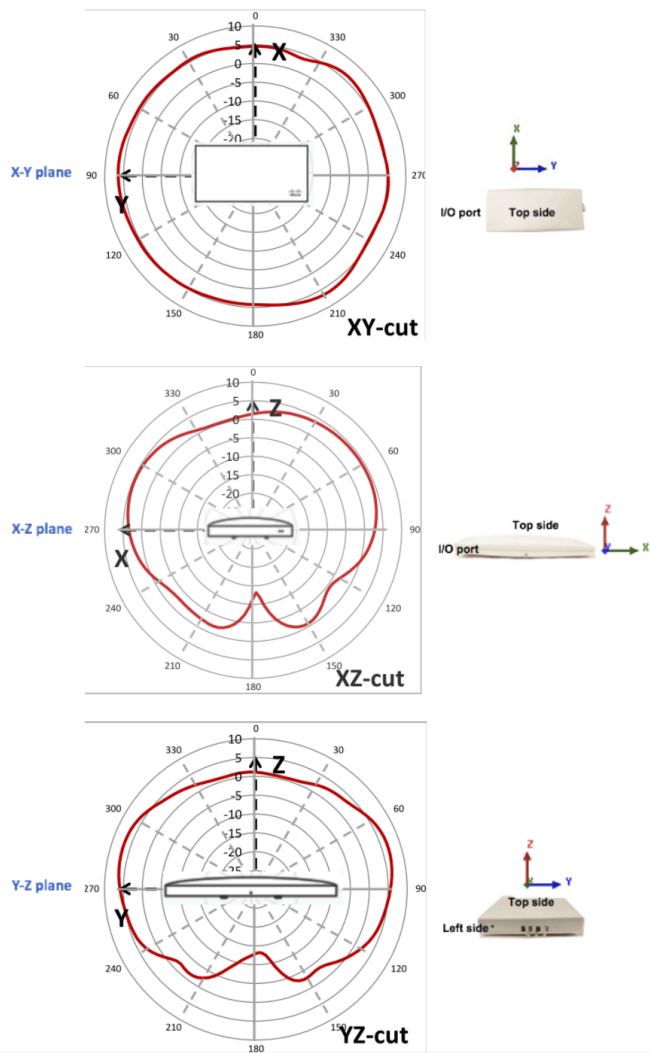 0
10
5
0
-5
-10
-15
-20
30
330
60
300
90
270
120
240
150
210
180
X
Y
X-Y plane
XY-cut
X
Y
Z
I/O port
Top side
0
10
5
0
-5
-10
-15
-20
330
30
300
60
270
90
240
120
210
150
180
Z
X
X-Z plane
XZ-cut
Z
Y
X
Top side
I/O port
0
10
5
0
-5
-10
-15
-20
-25
330
30
300
60
270
90
240
120
210
150
180
Z
Y
Y-Z plane
YZ-cut
Z
X
Y
Top side
Left side